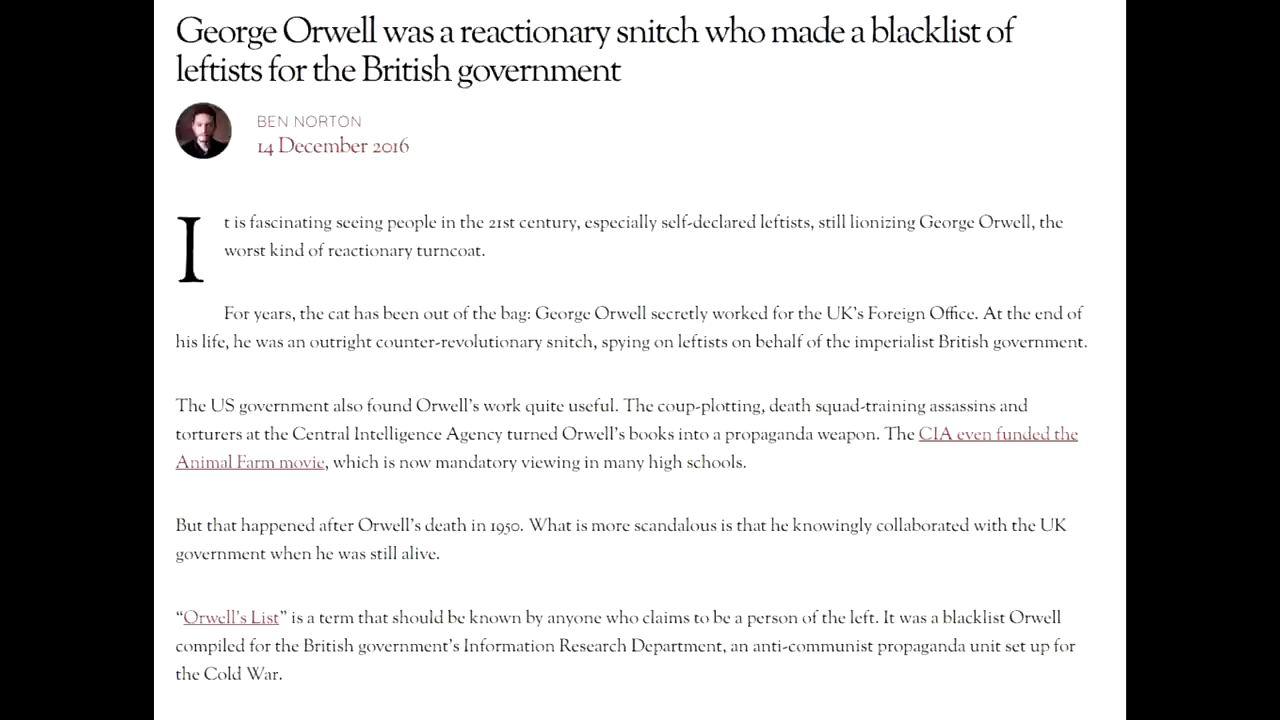 George Orwell was a reactionary snitch who made a blacklist of
leftists for the British government
BEN NORTON
14 December 2016
It is fascinating seeing people in the 21st century, especially self-declared leftists, still lionizing George Orwell, the
worst kind of reactionary turncoat.
For years, the cat has been out of the bag: George Orwell secretly worked for the UK's Foreign Office. At the end of
his life, he was an outright counter-revolutionary snitch, spying on leftists on behalf of the imperialist British government.
The US government also found Orwell's work quite useful. The coup-plotting, death squad-training assassins and
torturers at the Central Intelligence Agency turned Orwell's books into a propaganda weapon. The CIA even funded the
Animal Farm movie, which is now mandatory viewing in many high schools.
But that happened after Orwell's death in 1950. What is more scandalous is that he knowingly collaborated with the UK
government when he was still alive.
“Orwell's List” is a term that should be known by anyone who claims to be a person of the left. It was a blacklist Orwell
compiled for the British government's Information Research Department, an anti-communist propaganda unit set up for
the Cold War.